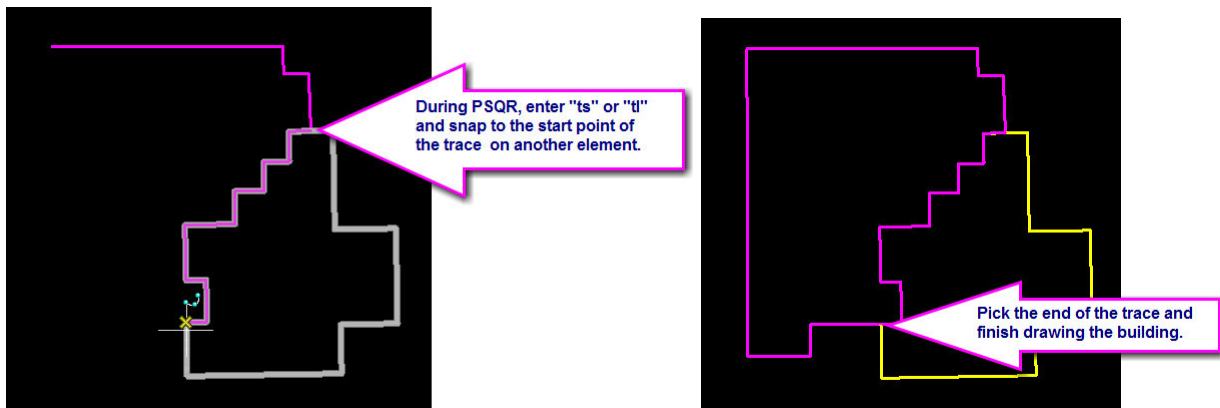 During PSQR, enter "ts" or "tl"
and snap to the start point of
the trace on another element.
Pick the end of the trace and
finish drawing the building.